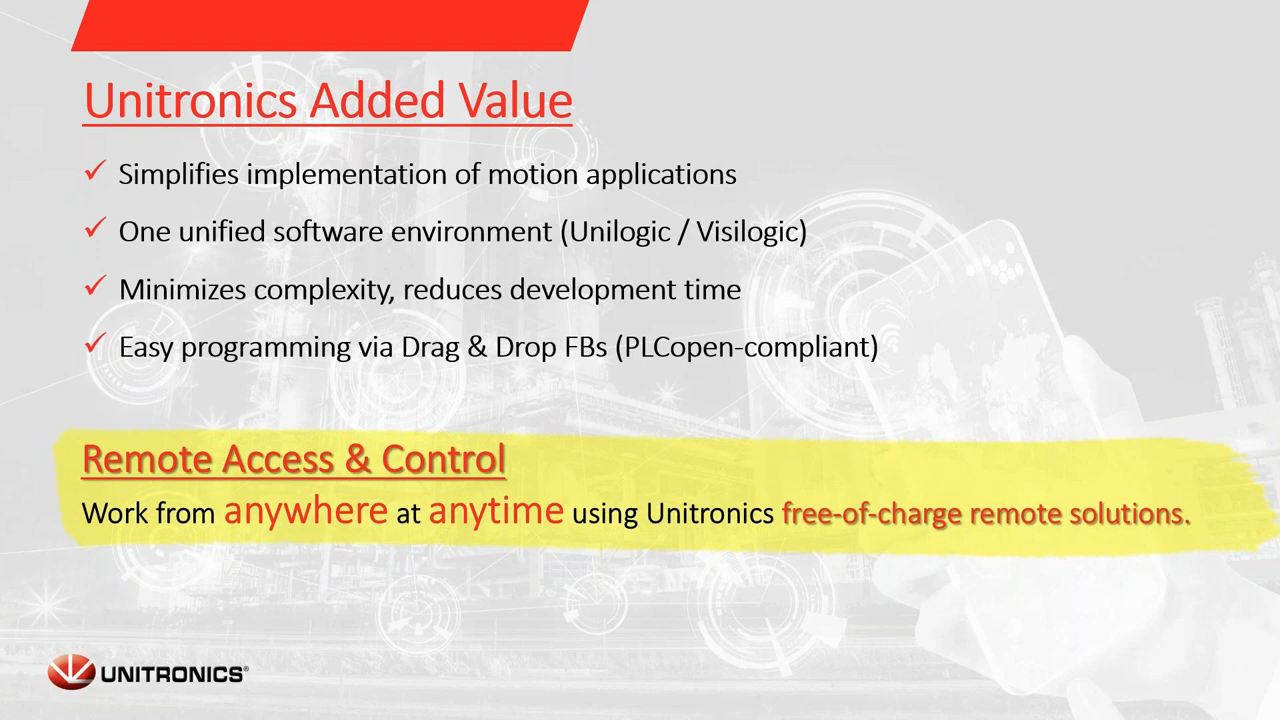 Unitronics Added Value
✓ Simplifies implementation of motion applications
✓ One unified software environment (Unilogic / Visilogic)
✓ Minimizes complexity, reduces development time
✓ Easy programming via Drag & Drop FBs (PLCopen-compliant)
Remote Access & Control
Work from anywhere at anytime using Unitronics free-of-charge remote solutions.
UNITRONICS®